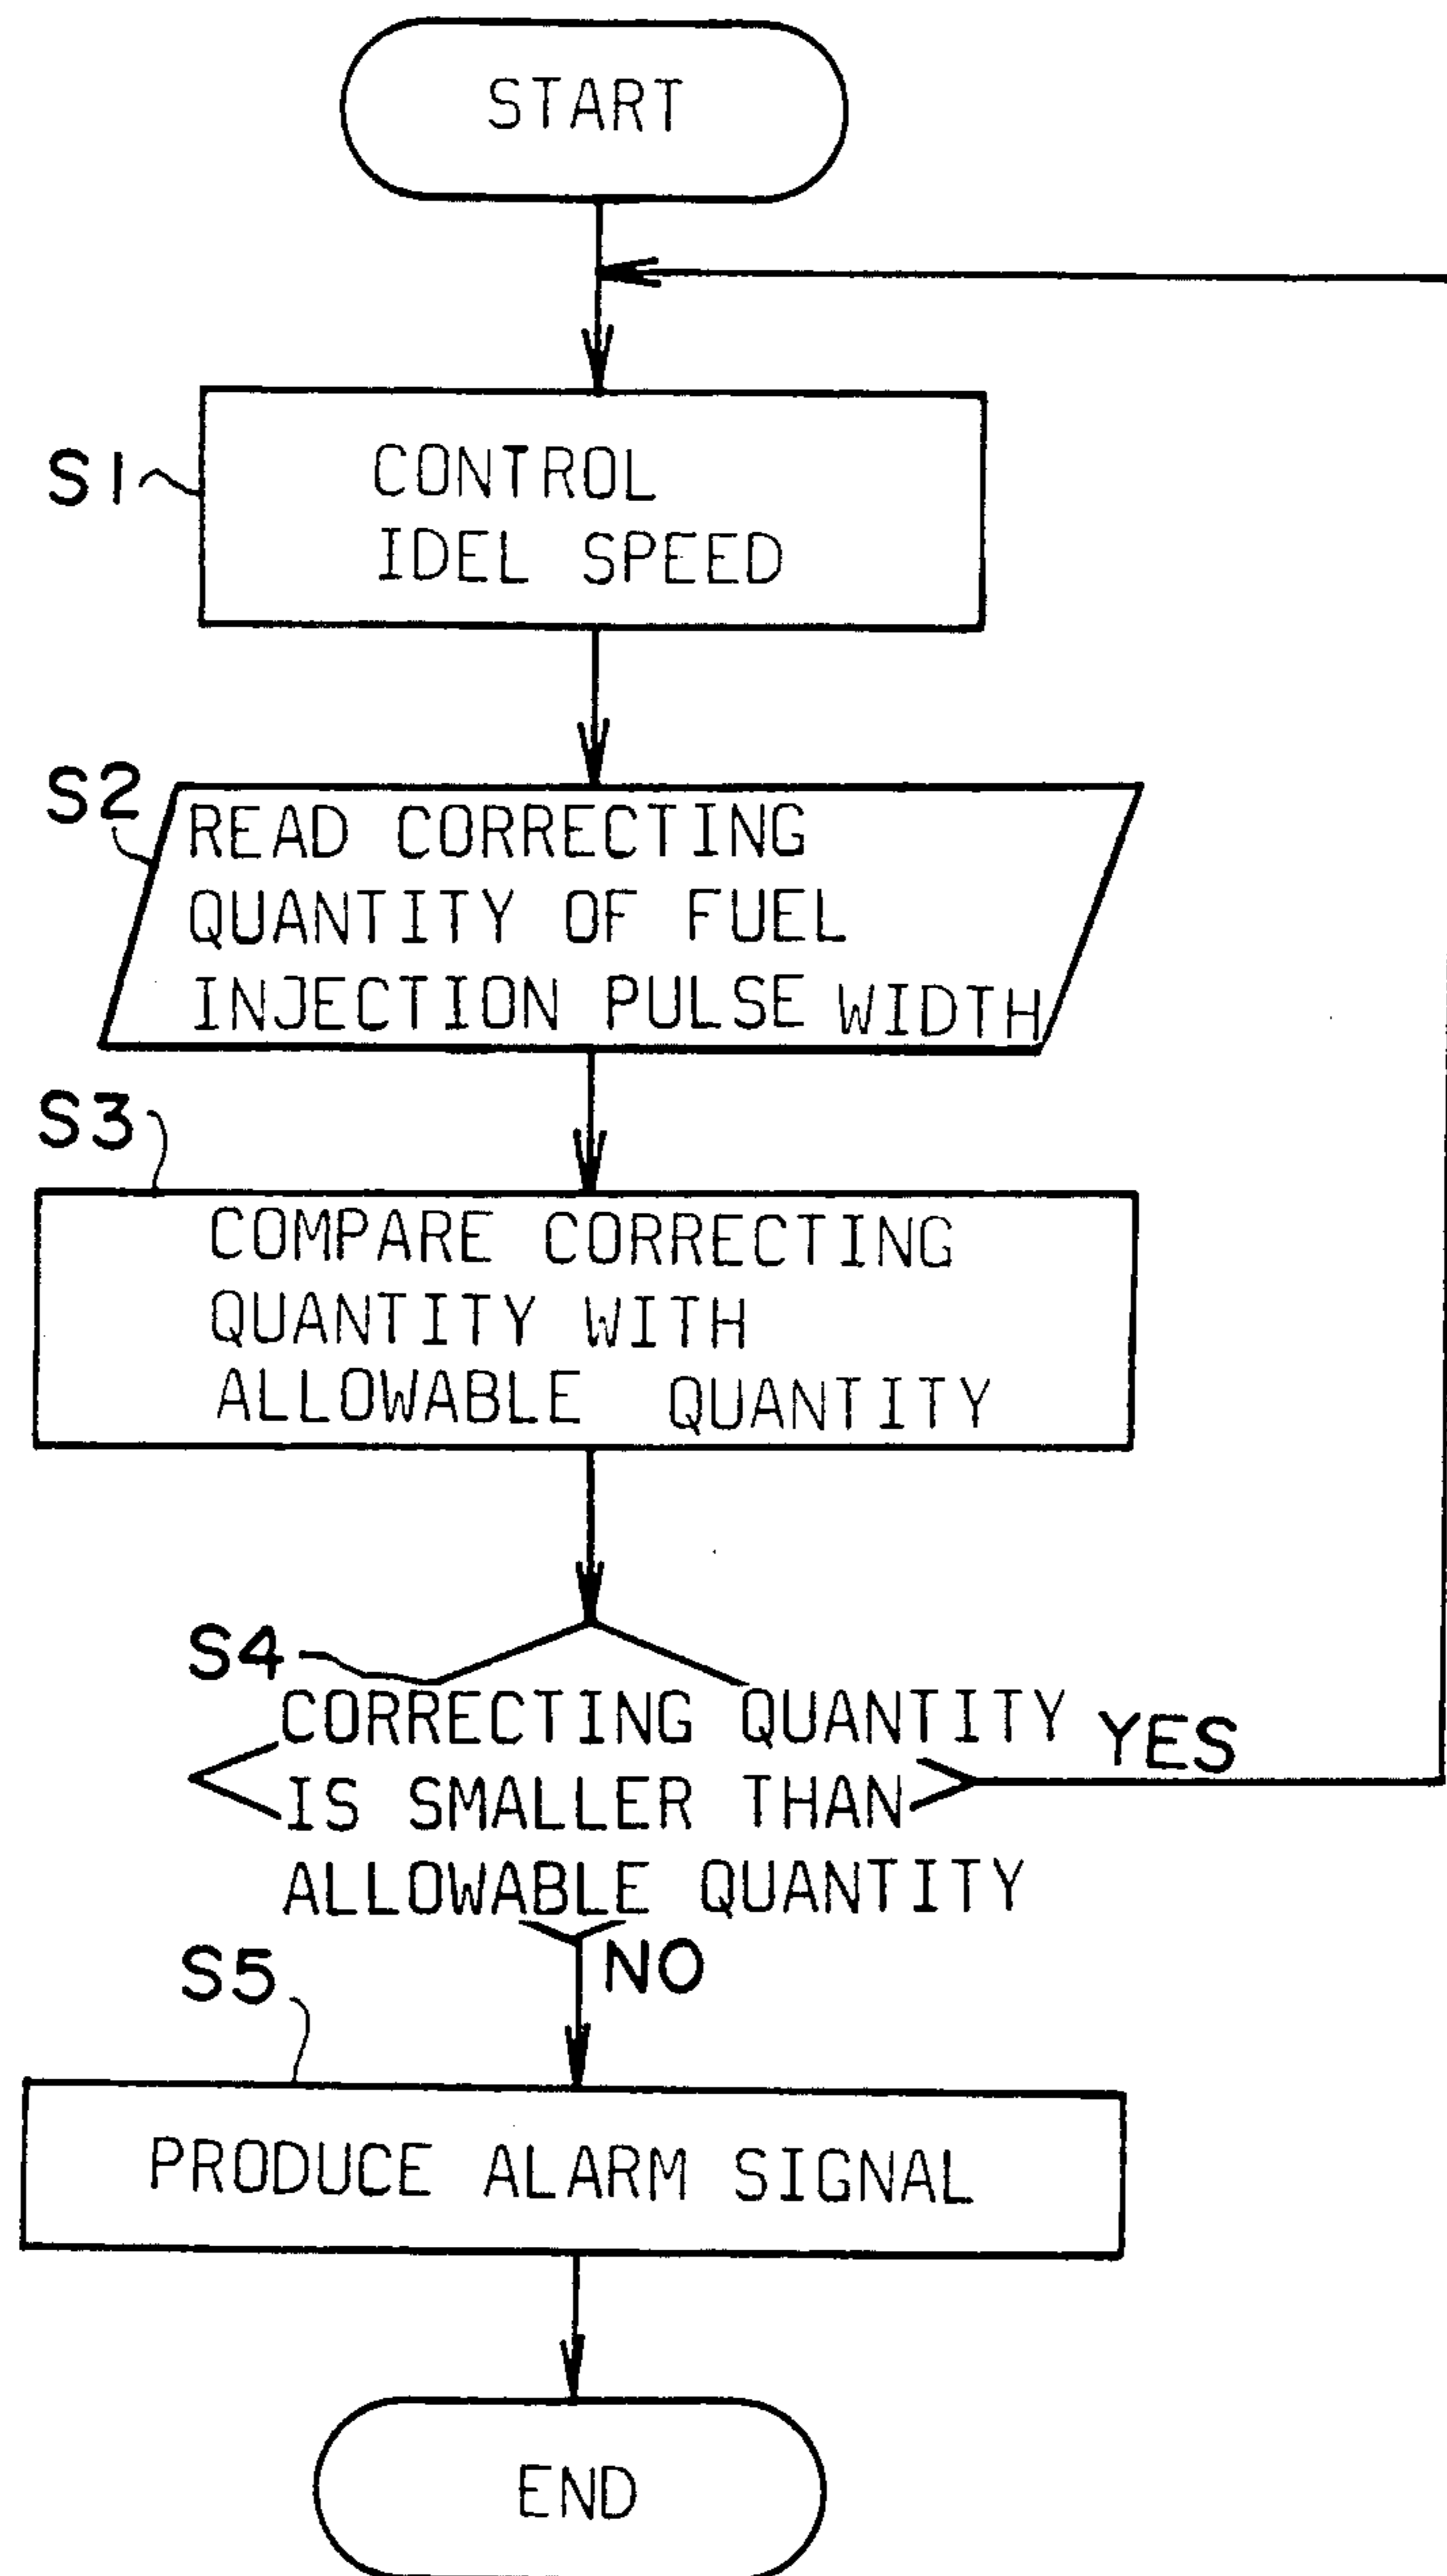 START
S1
CONTROL
IDEL SPEED
S2
READ CORRECTING
QUANTITY OF FUEL
INJECTION PULSE WIDTH
S3
COMPARE CORRECTING
QUANTITY WITH
ALLOWABLE QUANTITY
S4
CORRECTING QUANTITY
IS SMALLER THAN
ALLOWABLE QUANTITY
YES
NO
S5
PRODUCE ALARM SIGNAL
END